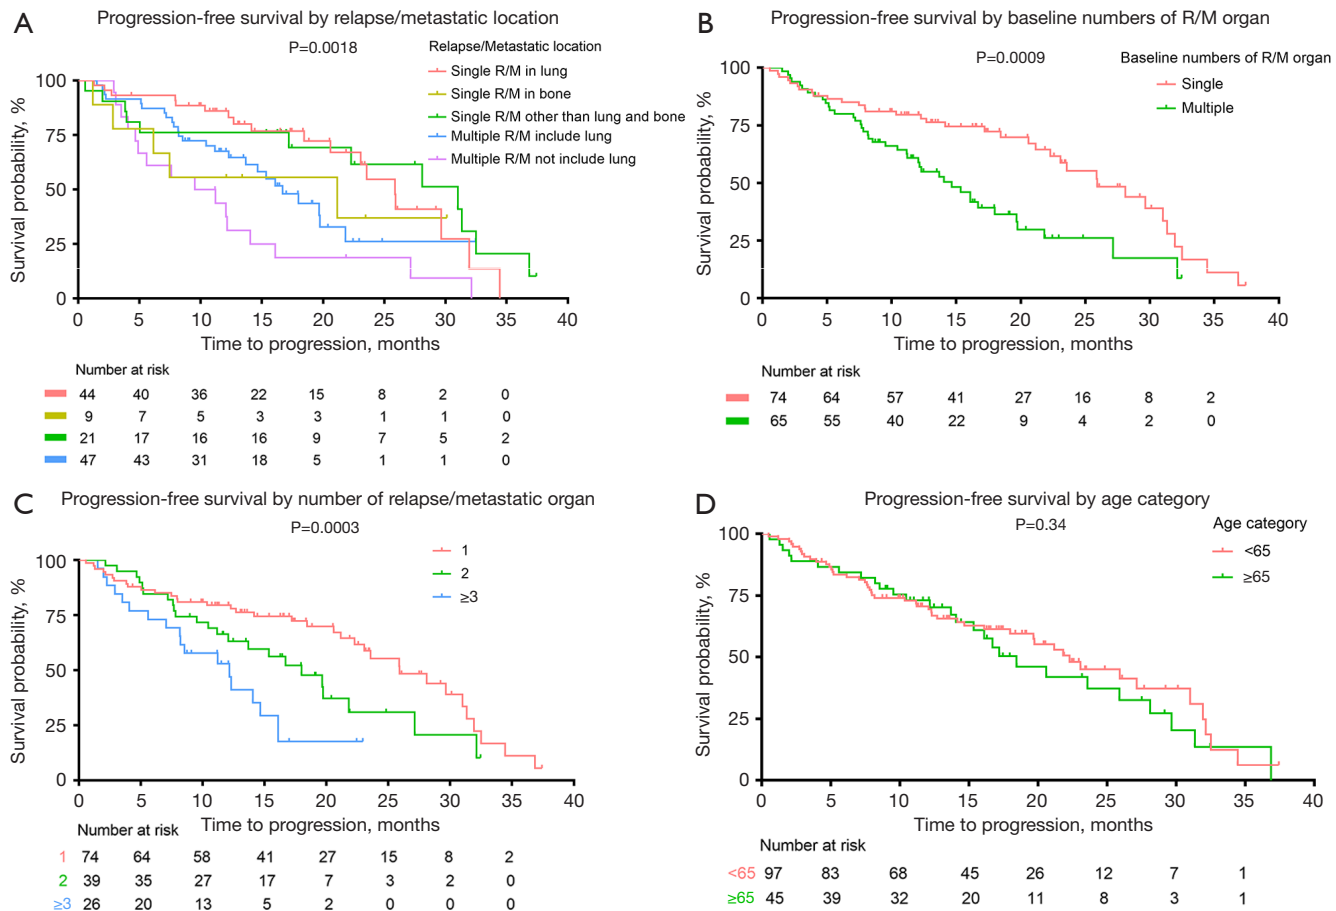 A
Progression-free survival by relapse/metastatic location
P=0.0018
Relapse/Metastatic location
Single R/M in lung
Single R/M in bone
Single R/M other than lung and bone
Multiple R/M include lung
Multiple R/M not include lung
Survival probability, %
100
75
50
25
0
0 5 10 15 20 25 30 35 40
Time to progression, months
Number at risk
44 40 36 22 15 8 2 0
9 7 5 3 3 1 1 0
21 17 16 16 9 7 5 2
47 43 31 18 5 1 1 0
B
Progression-free survival by baseline numbers of R/M organ
P=0.0009
Baseline numbers of R/M organ
Single
Multiple
Survival probability, %
100
75
50
25
0
0 5 10 15 20 25 30 35 40
Time to progression, months
Number at risk
74 64 57 41 27 16 8 2
65 55 40 22 9 4 2 0
C
Progression-free survival by number of relapse/metastatic organ
P=0.0003
1
2
≥3
Survival probability, %
100
75
50
25
0
0 5 10 15 20 25 30 35 40
Time to progression, months
Number at risk
1 74 64 58 41 27 15 8 2
2 39 35 27 17 7 3 2 0
≥3 26 20 13 5 2 0 0 0
D
Progression-free survival by age category
P=0.34
Age category
<65
≥65
Survival probability, %
100
75
50
25
0
0 5 10 15 20 25 30 35 40
Time to progression, months
Number at risk
<65 97 83 68 45 26 12 7 1
≥65 45 39 32 20 11 8 3 1